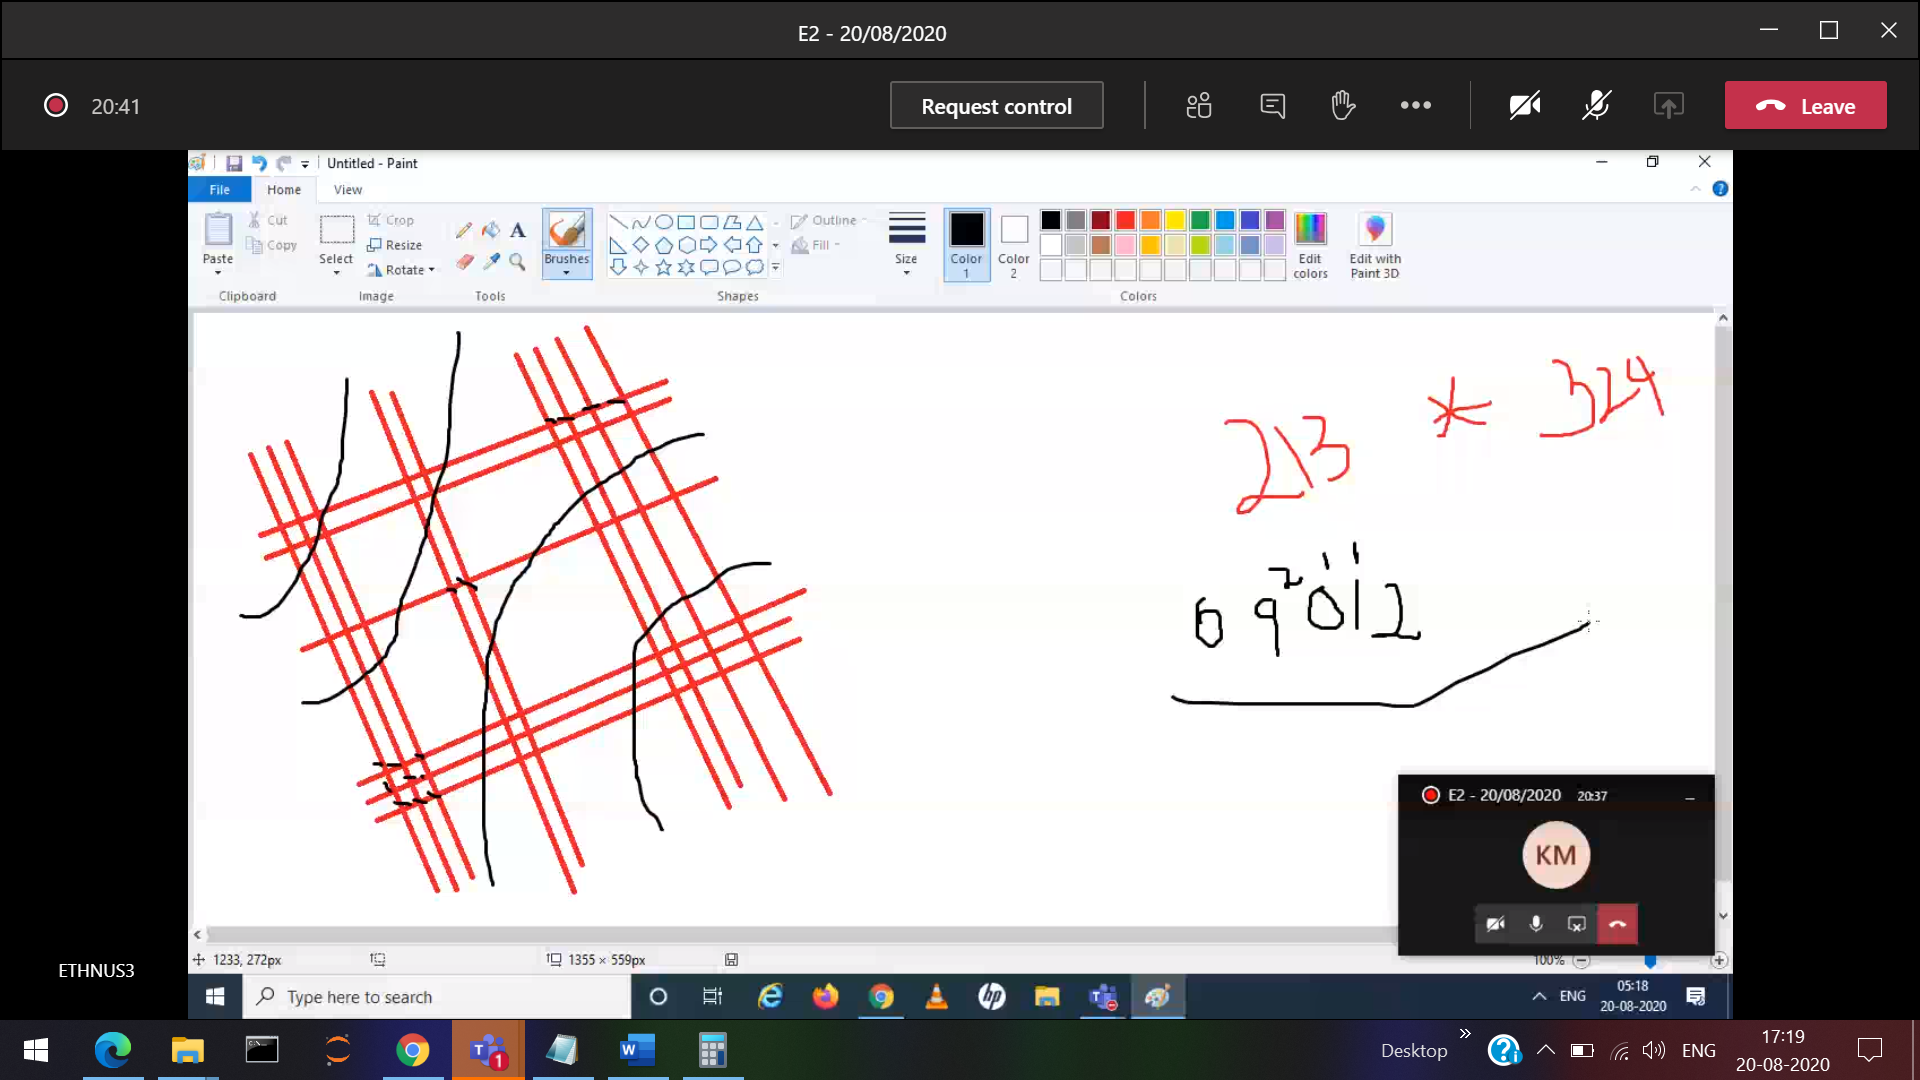 E2 - 20/08/2020
20:41
Request control
Leave
Untitled - Paint
File Home View
Paste
Cut
Copy
Clipboard
Select
Crop
Resize
Rotate
Image
A
Tools
Brushes
Outline
Fill
Shapes
Size
Color 1
Color 2
Edit colors
Edit with Paint 3D
Colors
213 * 324
2 1 1
69012
E2 - 20/08/2020 20:37
KM
1233, 272px
1355 × 559px
100%
ETHNUS3
Type here to search
ENG
05:18
20-08-2020
Desktop
ENG
17:19
20-08-2020